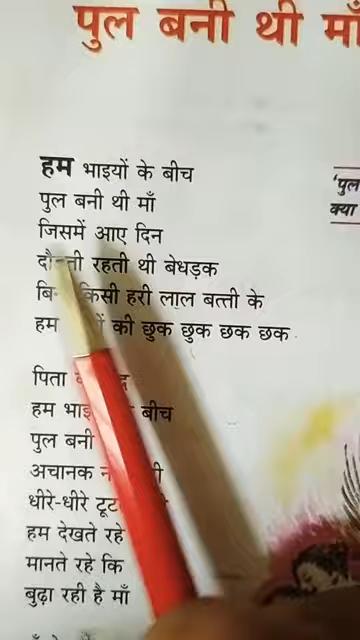 पुल बनी थी माँ
हम भाइयों के बीच
पुल बनी थी माँ
जिसमें आए दिन
रहती थी बेधड़क
किसी हरी लाल बत्ती के
हम की छुक छुक छक छक
पिता
हम बीच
पुल बनी
अचानक
धीरे-धीरे
हम देखते रहे
मानते रहे कि
बुढ़ा रही है माँ
'पुल
क्या